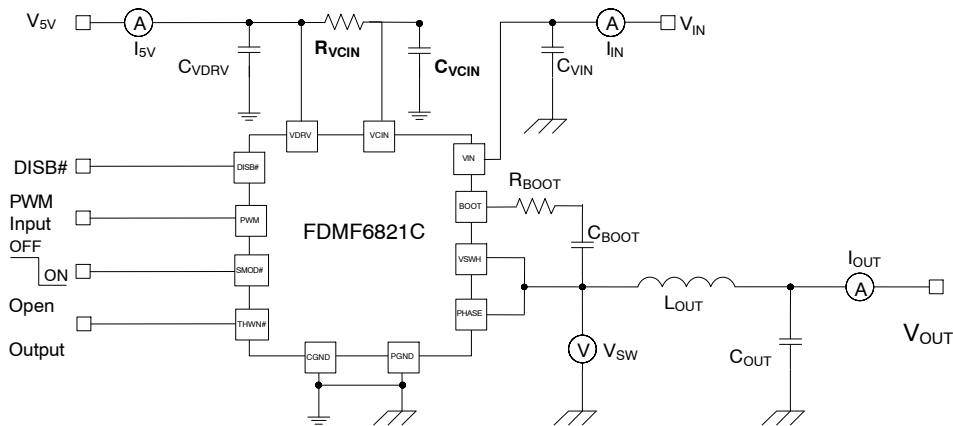 V5V
A
I5V
RVCIN
CVDRV
CVCIN
A
IIN
VIN
CVIN
VDRV
VCIN
DISB#
DISB#
VIN
PWM
Input
PWM
BOOT
RBOOT
FDMF6821C
CBOOT
OFF
ON
SMOD#
VSWH
IOUT
A
LOUT
Open
Output
THWN#
PHASE
CGND
PGND
V
VSW
COUT
VOUT